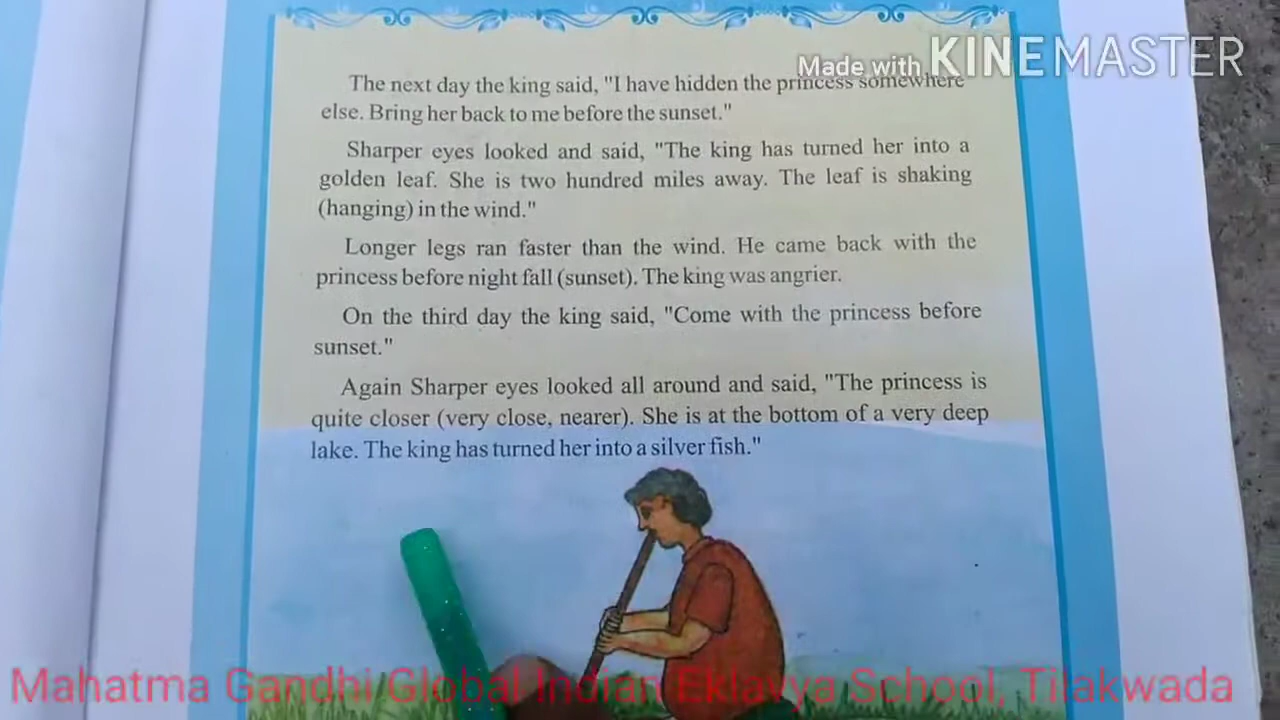 Made with KINEMASTER
The next day the king said, "I have hidden the princess somewhere
else. Bring her back to me before the sunset."
Sharper eyes looked and said, "The king has turned her into a
golden leaf. She is two hundred miles away. The leaf is shaking
(hanging) in the wind."
Longer legs ran faster than the wind. He came back with the
princess before night fall (sunset). The king was angrier.
On the third day the king said, "Come with the princess before
sunset."
Again Sharper eyes looked all around and said, "The princess is
quite closer (very close, nearer). She is at the bottom of a very deep
lake. The king has turned her into a silver fish."
Mahatma Gandhi Global Indian Eklavya School, Tilakwada